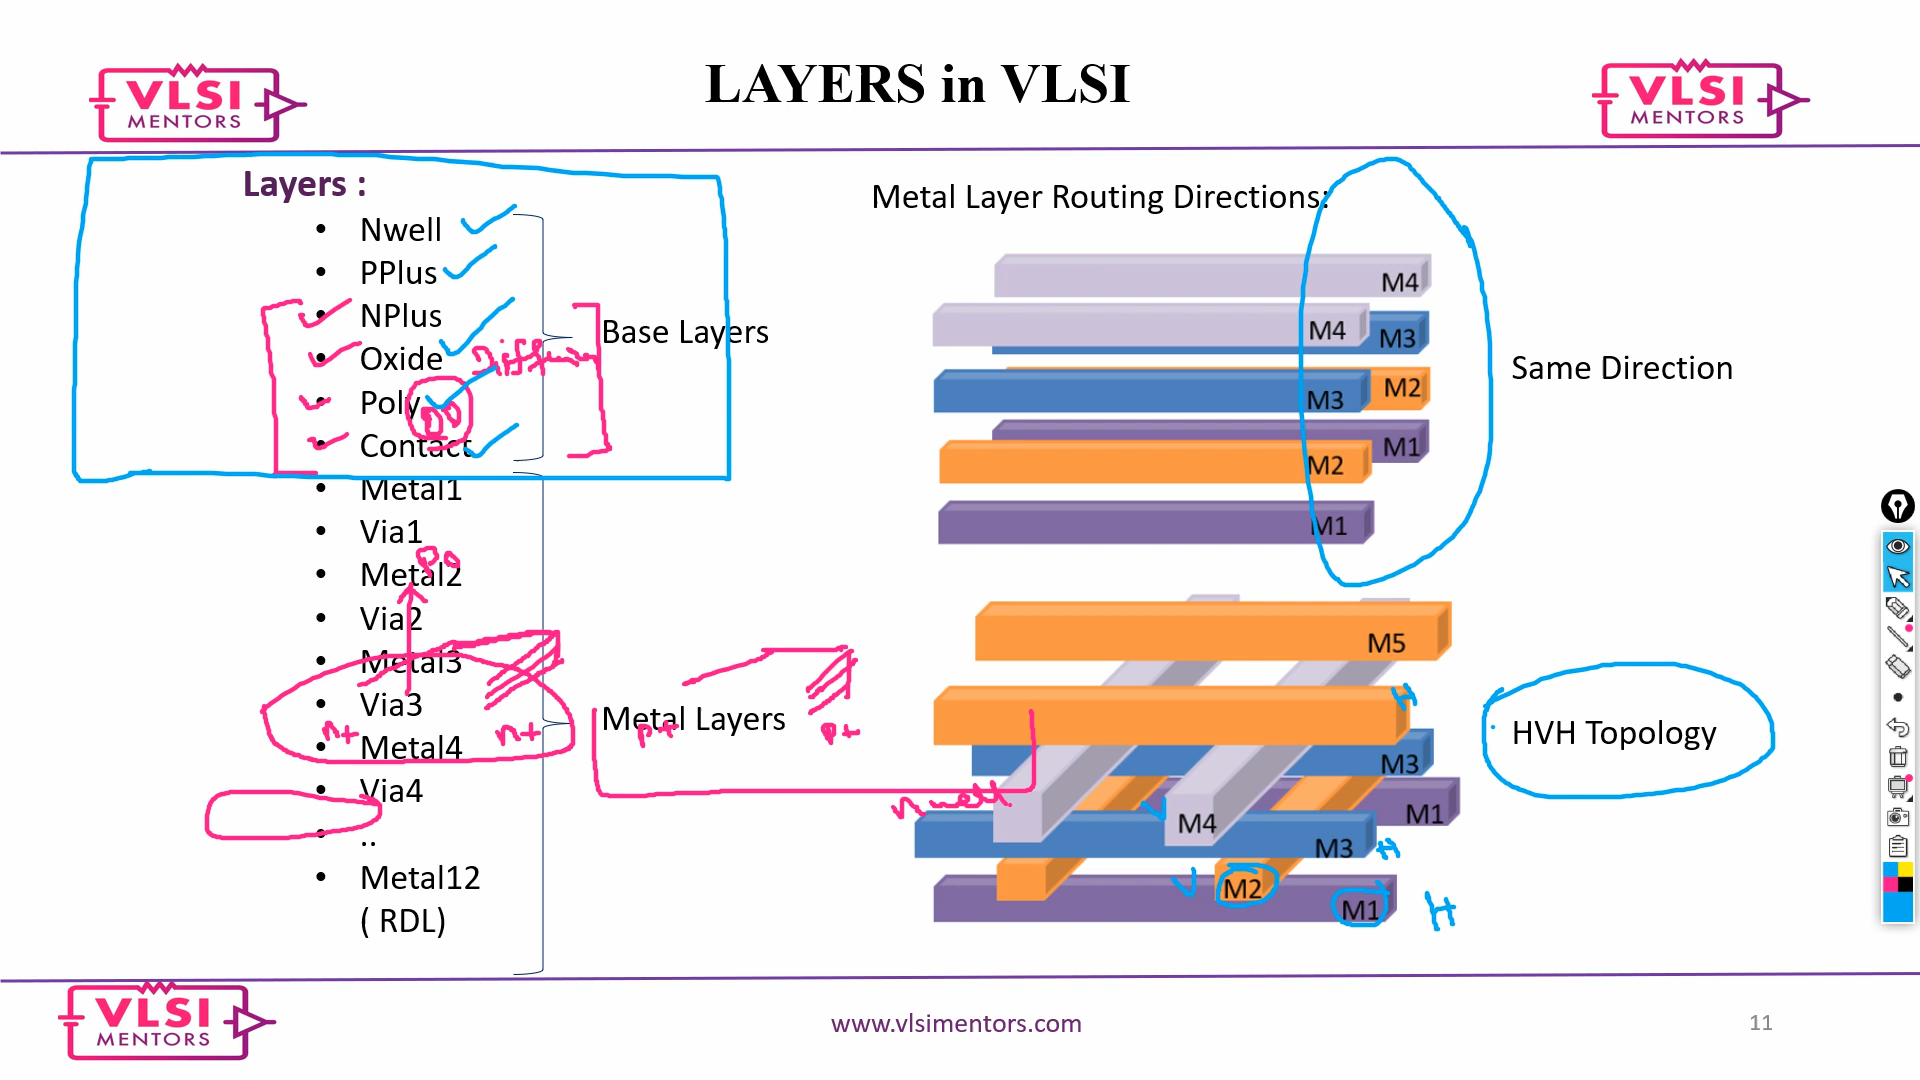 LAYERS in VLSI
VLSI
MENTORS
VLSI
MENTORS
Layers :
• Nwell
• PPlus
• NPlus
• Oxide
• Poly
• Contact
Base Layers
• Metal1
• Via1
• Metal2
• Via2
• Metal3
• Via3
• Metal4
• Via4
• ..
• Metal12
( RDL)
Metal Layers
n+
n+
p+
p+
nwell
Metal Layer Routing Directions:
M4
M4
M3
M3
M2
M1
M2
M1
Same Direction
M5
H
M3
M1
V
M4
M3
H
V
M2
M1
H
HVH Topology
VLSI
MENTORS
www.vlsimentors.com
11